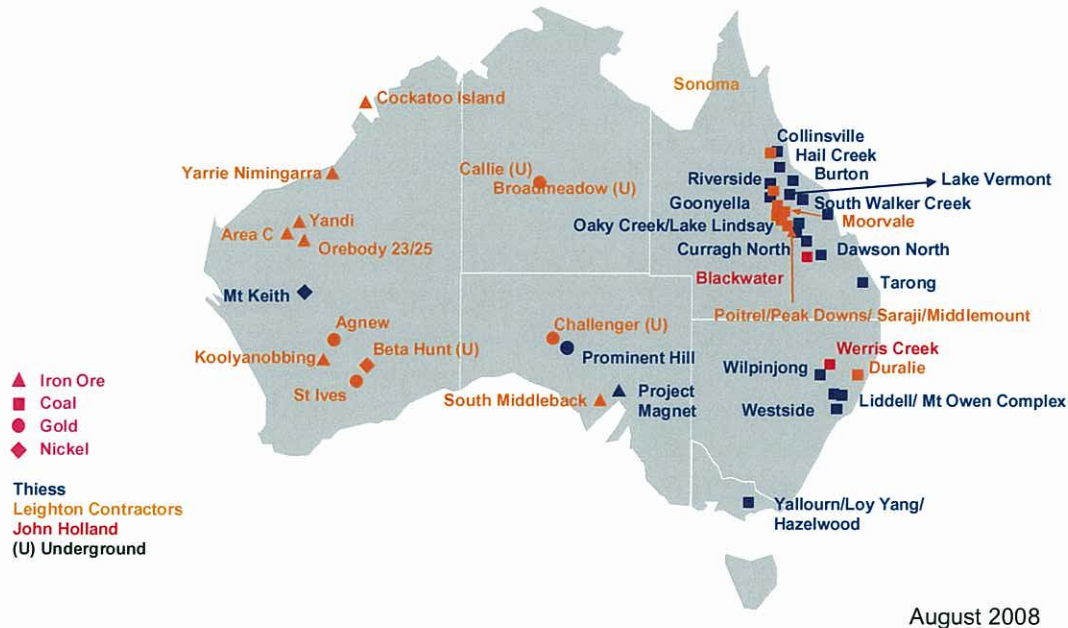 Sonoma
Cockatoo Island
Collinsville
Hail Creek
Callie (U)
Yarrie Nimingarra
Burton
Riverside
Lake Vermont
Broadmeadow (U)
Goonyella
South Walker Creek
Yandi
Moorvale
Oaky Creek/Lake Lindsay
Area C
Orebody 23/25
Curragh North
Dawson North
Blackwater
Tarong
Mt Keith
Poitrel/Peak Downs/ Saraji/Middlemount
Agnew
Challenger (U)
Beta Hunt (U)
Werris Creek
Koolyanobbing
Prominent Hill
Wilpinjong
Duralie
Iron Ore
St Ives
South Middleback
Project
Magnet
Liddell/ Mt Owen Complex
Coal
Westside
Gold
Nickel
Thiess
Leighton Contractors
John Holland
(U) Underground
Yallourn/Loy Yang/
Hazelwood
August 2008